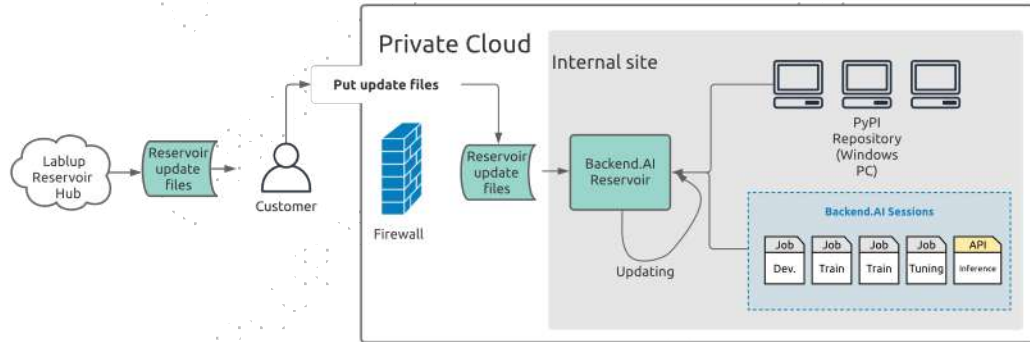 Private Cloud
Internal site
Put update files
Lablup
Reservoir
Hub
Reservoir
update
files
Customer
Firewall
Reservoir
update
files
Backend.AI
Reservoir
Updating
PyPI
Repository
(Windows
PC)
Backend.AI Sessions
Job
Dev.
Job
Train
Job
Train
Job
Tuning
API
Inference